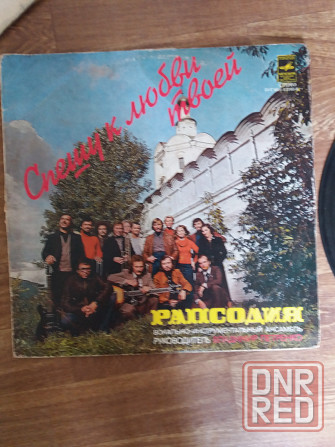 Спешу к любви
твоей
РАПСОДИЯ
ВОКАЛЬНО-ИНСТРУМЕНТАЛЬНЫЙ АНСАМБЛЬ
РУКОВОДИТЕЛЬ
DNR
RED